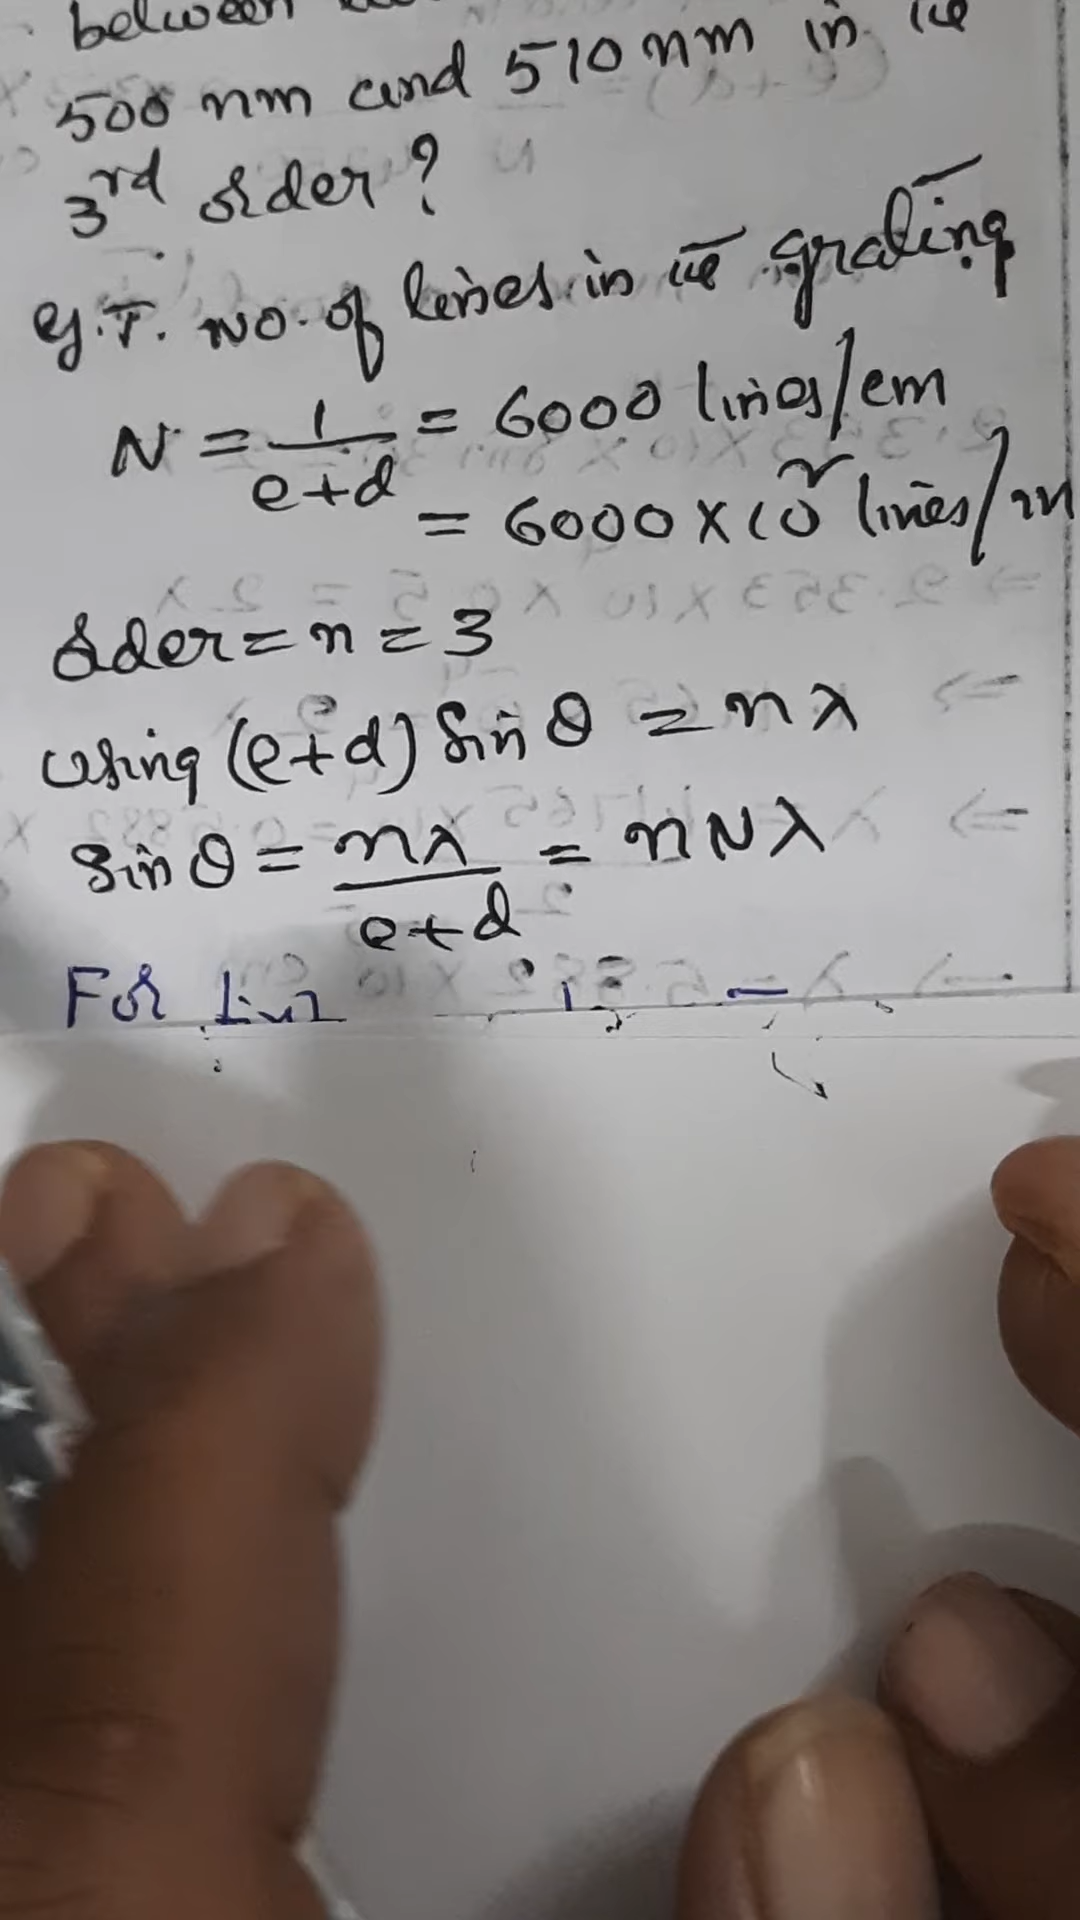 between
500 nm and 510 nm in
3rd order?
G.T. No. of lines in the grating
N = 1/(e+d) = 6000 lines/cm
= 6000 × 10² lines/m
Order = n = 3
using (e+d) Sin θ = nλ
Sin θ = nλ/(e+d) = nNλ
For